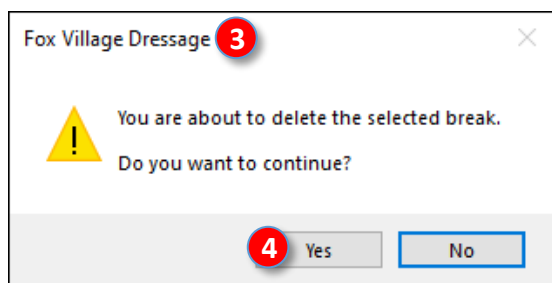 Fox Village Dressage 3
You are about to delete the selected break.
Do you want to continue?
4 Yes No